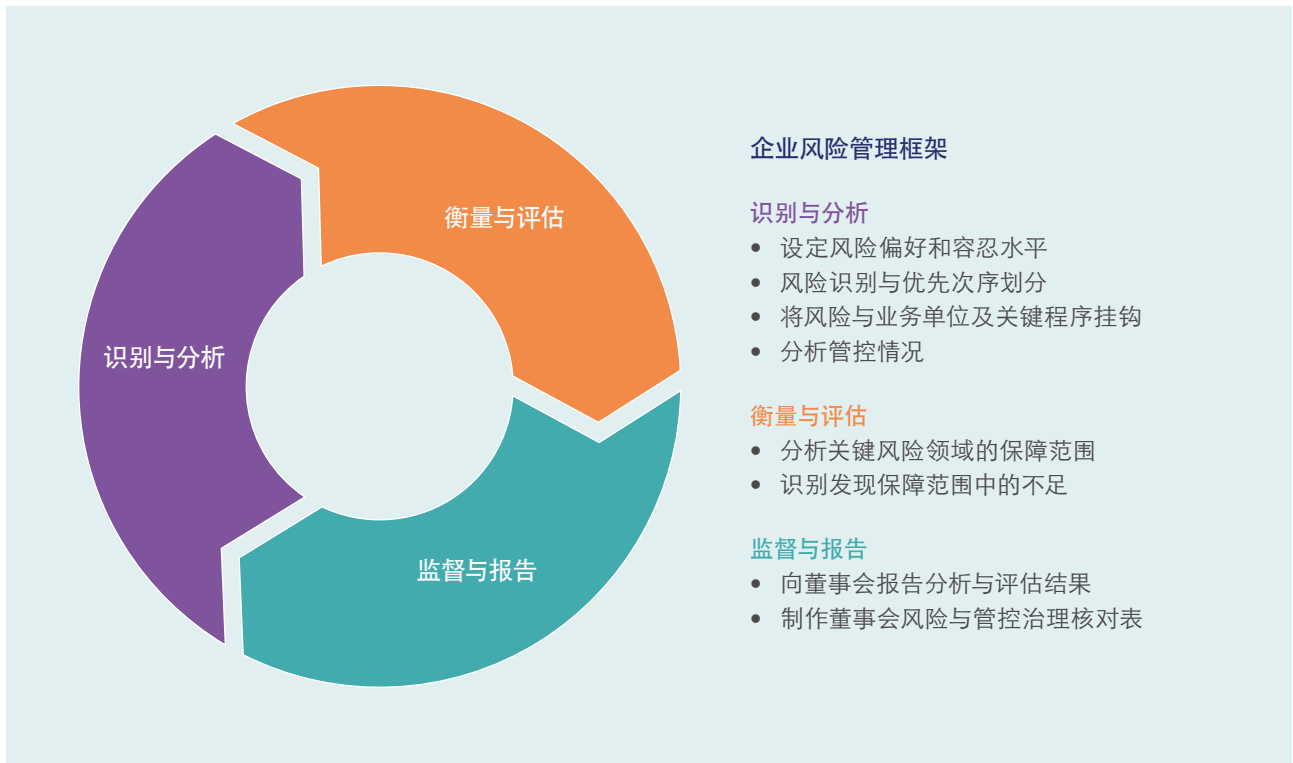 衡量与评估
识别与分析
监督与报告
企业风险管理框架
识别与分析
• 设定风险偏好和容忍水平
• 风险识别与优先次序划分
• 将风险与业务单位及关键程序挂钩
• 分析管控情况
衡量与评估
• 分析关键风险领域的保障范围
• 识别发现保障范围中的不足
监督与报告
• 向董事会报告分析与评估结果
• 制作董事会风险与管控治理核对表